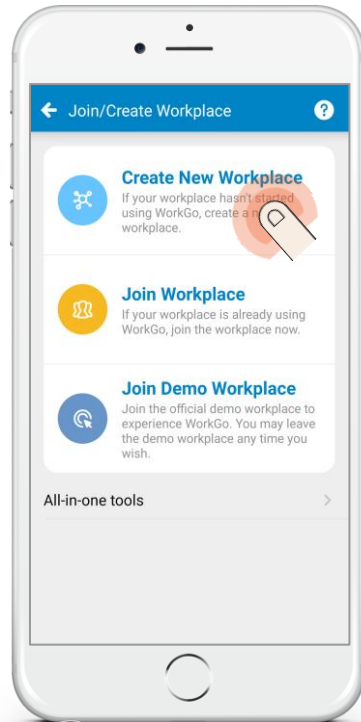 Join/Create Workplace ?
Create New Workplace
If your workplace hasn't started
using WorkGo, create a new
workplace.
Join Workplace
If your workplace is already using
WorkGo, join the workplace now.
Join Demo Workplace
Join the official demo workplace to
experience WorkGo. You may leave
the demo workplace any time you
wish.
All-in-one tools